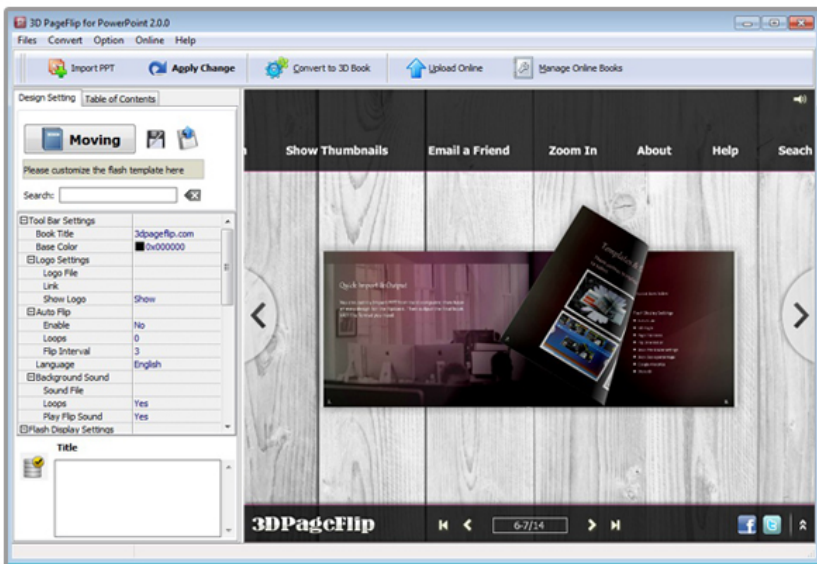 3D PageFlip for PowerPoint 2.0.0
Files Convert Option Online Help
Import PPT Apply Change Convert to 3D Book Upload Online Manage Online Books
Design Setting Table of Contents
Moving
Please customize the flash template here
Search:
Tool Bar Settings
Book Title 3dpageflip.com
Base Color 0x000000
Logo Settings
Logo File
Link
Show Logo Show
Auto Flip
Enable No
Loops 0
Flip Interval 3
Language English
Background Sound
Sound File
Loops Yes
Play Flip Sound Yes
Flash Display Settings
Title
Show Thumbnails Email a Friend Zoom In About Help Seach
Quick Import & Output
Templates &
3DPageFlip
6-7/14